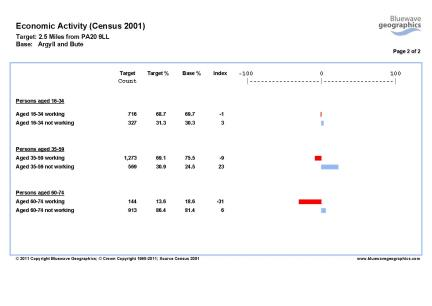 Economic Activity (Census 2001)
Target: 2.5 Miles from PA20 9LL
Base: Argyll and Bute
Bluewave
geographics
Page 2 of 2
Target Target % Base % Index -100 0 100
Count
Persons aged 16-34
Aged 16-34 working 716 68.7 69.7 -1
Aged 16-34 not working 327 31.3 30.3 3
Persons aged 35-59
Aged 35-59 working 1,273 69.1 75.5 -9
Aged 35-59 not working 569 30.9 24.5 23
Persons aged 60-74
Aged 60-74 working 144 13.6 18.6 -31
Aged 60-74 not working 913 86.4 81.4 6
© 2011 Copyright Bluewave Geographics; © Crown Copyright 1995-2011; Source Census 2001 www.bluewavegeographics.com